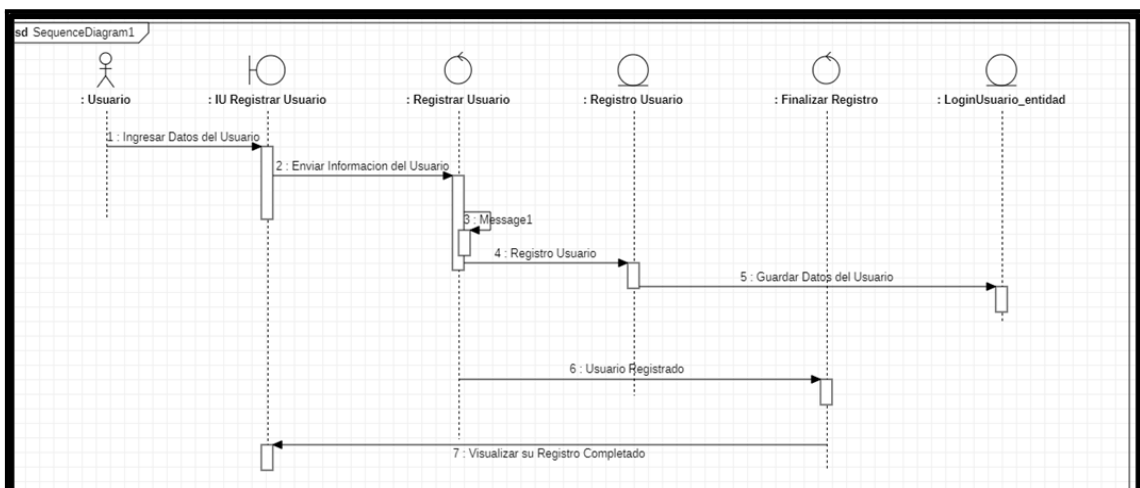 sd SequenceDiagram1
: Usuario
: IU Registrar Usuario
: Registrar Usuario
: Registro Usuario
: Finalizar Registro
: LoginUsuario_entidad
1 : Ingresar Datos del Usuario
2 : Enviar Informacion del Usuario
3 : Message1
4 : Registro Usuario
5 : Guardar Datos del Usuario
6 : Usuario Registrado
7 : Visualizar su Registro Completado